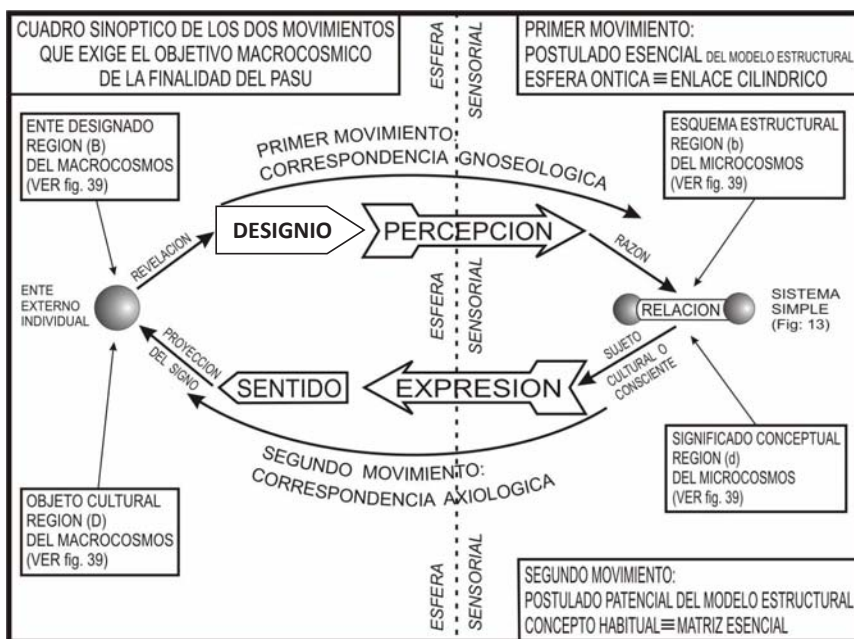 CUADRO SINOPTICO DE LOS DOS MOVIMIENTOS
QUE EXIGE EL OBJETIVO MACROCOSMICO
DE LA FINALIDAD DEL PASU
ESFERA
SENSORIAL
PRIMER MOVIMIENTO:
POSTULADO ESENCIAL DEL MODELO ESTRUCTURAL
ESFERA ONTICA ≡ ENLACE CILINDRICO
ENTE DESIGNADO
REGION (B)
DEL MACROCOSMOS
(VER fig. 39)
PRIMER MOVIMIENTO:
CORRESPONDENCIA GNOSEOLOGICA
ESQUEMA ESTRUCTURAL
REGION (b)
DEL MICROCOSMOS
(VER fig. 39)
REVELACION
DESIGNIO
PERCEPCION
RAZON
ENTE
EXTERNO
INDIVIDUAL
ESFERA
SENSORIAL
RELACION
SISTEMA
SIMPLE
(Fig: 13)
PROYECCION
DEL SIGNO
SENTIDO
EXPRESION
SUJETO
CULTURAL O
CONSCIENTE
SEGUNDO MOVIMIENTO:
CORRESPONDENCIA AXIOLOGICA
OBJETO CULTURAL
REGION (D)
DEL MACROCOSMOS
(VER fig. 39)
SIGNIFICADO CONCEPTUAL
REGION (d)
DEL MICROCOSMOS
(VER fig. 39)
ESFERA
SENSORIAL
SEGUNDO MOVIMIENTO:
POSTULADO PATENCIAL DEL MODELO ESTRUCTURAL
CONCEPTO HABITUAL ≡ MATRIZ ESENCIAL